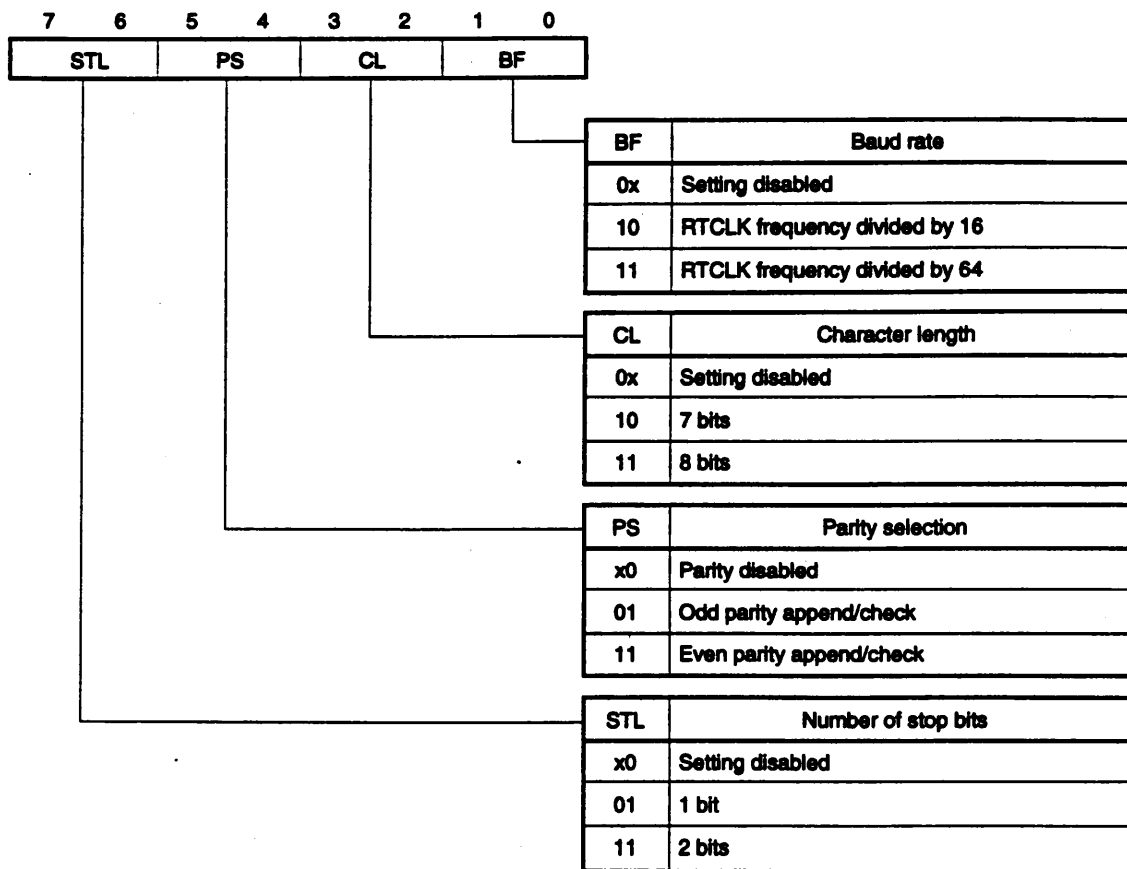 7 6 5 4 3 2 1 0
STL PS CL BF
BF Baud rate
0x Setting disabled
10 RTCLK frequency divided by 16
11 RTCLK frequency divided by 64
CL Character length
0x Setting disabled
10 7 bits
11 8 bits
PS Parity selection
x0 Parity disabled
01 Odd parity append/check
11 Even parity append/check
STL Number of stop bits
x0 Setting disabled
01 1 bit
11 2 bits